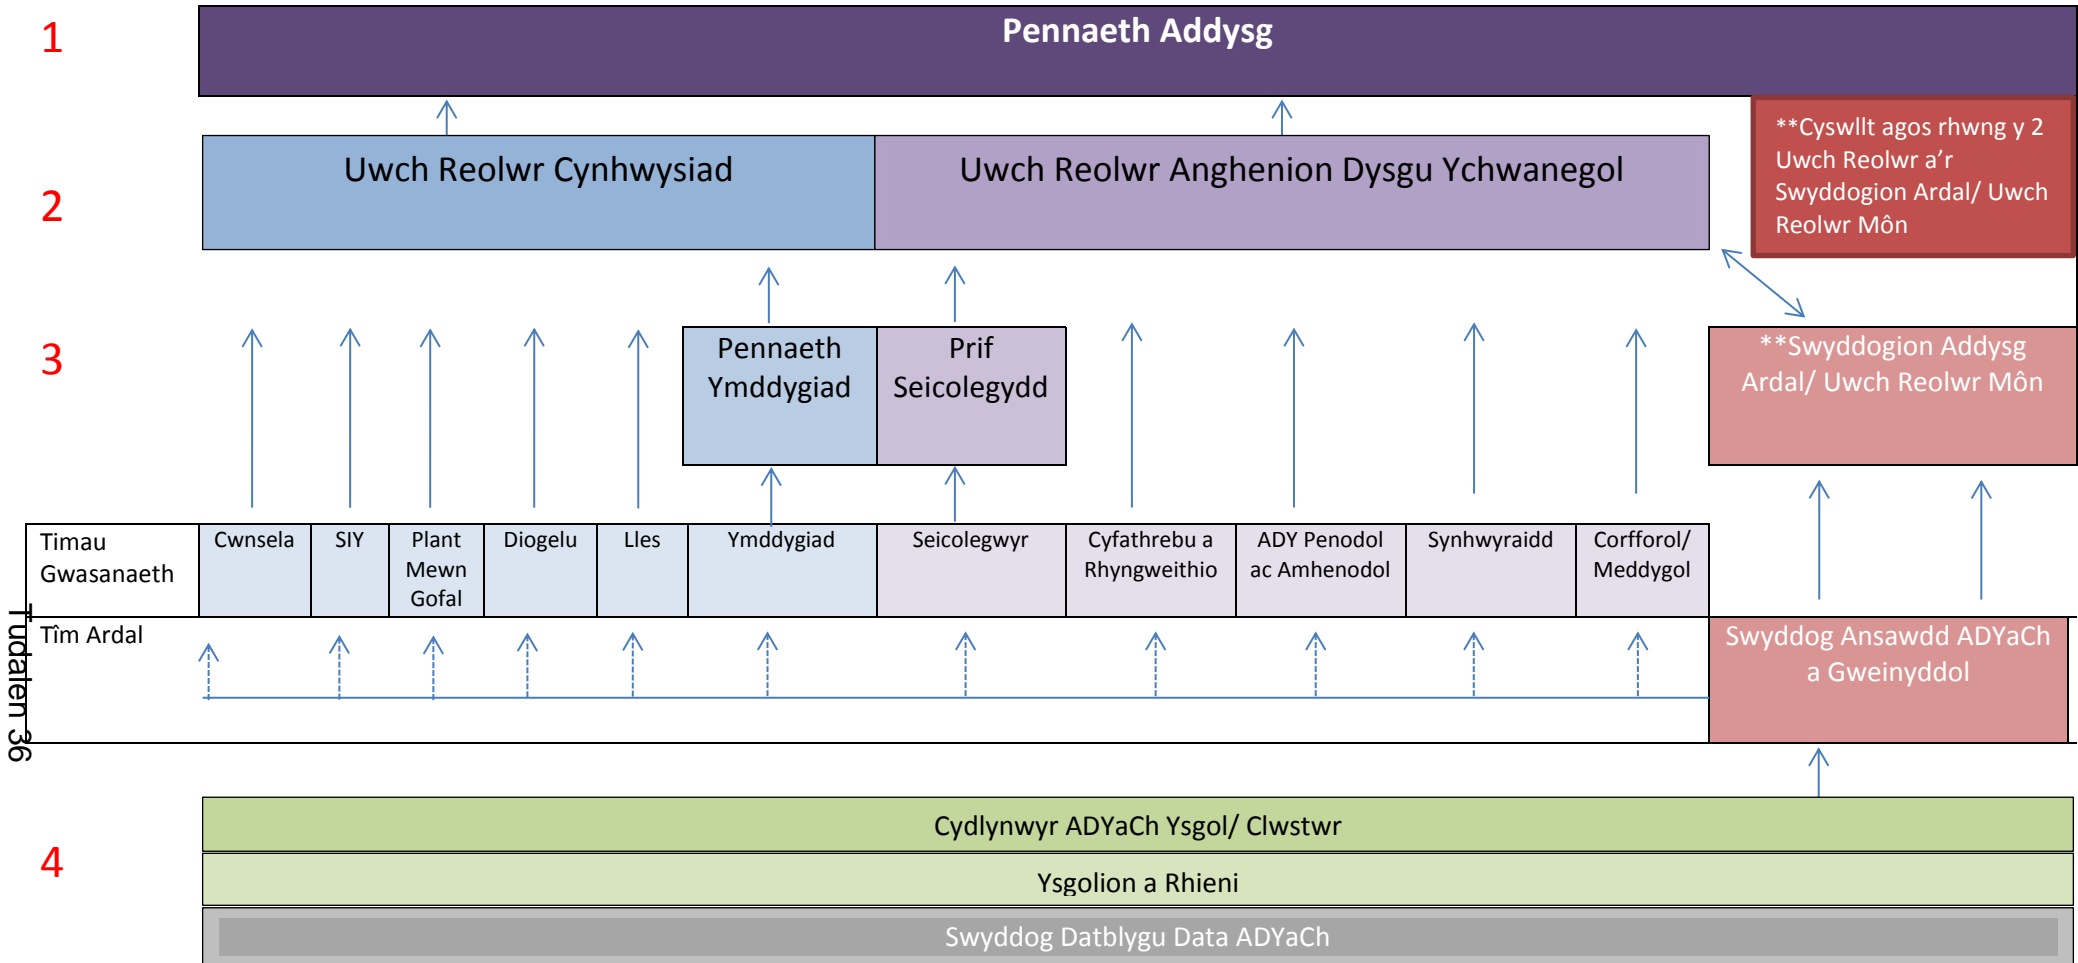 1
Pennaeth Addysg
2
Uwch Reolwr Cynhwysiad
Uwch Reolwr Anghenion Dysgu Ychwanegol
**Cyswllt agos rhwng y 2
Uwch Reolwr a'r
Swyddogion Ardal/ Uwch
Reolwr Môn
3
Pennaeth
Ymddygiad
Prif
Seicolegydd
**Swyddogion Addysg
Ardal/ Uwch Reolwr Môn
Timau
Gwasanaeth
Cwnsela
SIY
Plant
Mewn
Gofal
Diogelu
Lles
Ymddygiad
Seicolegwyr
Cyfathrebu a
Rhyngweithio
ADY Penodol
ac Amhenodol
Synhwyraidd
Corfforol/
Meddygol
Tîm Ardal
Swyddog Ansawdd ADYaCh
a Gweinyddol
Tudalen 36
4
Cydlynwyr ADYaCh Ysgol/ Clwstwr
Ysgolion a Rhieni
Swyddog Datblygu Data ADYaCh